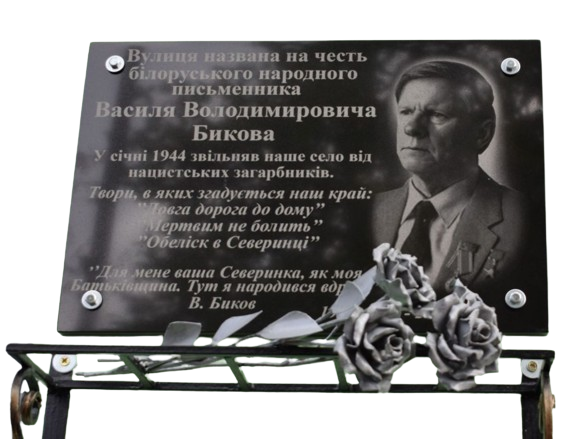 Вулиця названа на честь
білоруського народного
письменника
Василя Володимировича
Бикова
У січні 1944 звільняв наше село від
нацистських загарбників.
Твори, в яких згадується наш край:
"Довга дорога до дому"
"Мертвим не болить"
"Обеліск в Северинці"
"Для мене ваша Северинка, як моя
Батьківщина. Тут я народився
В. Биков